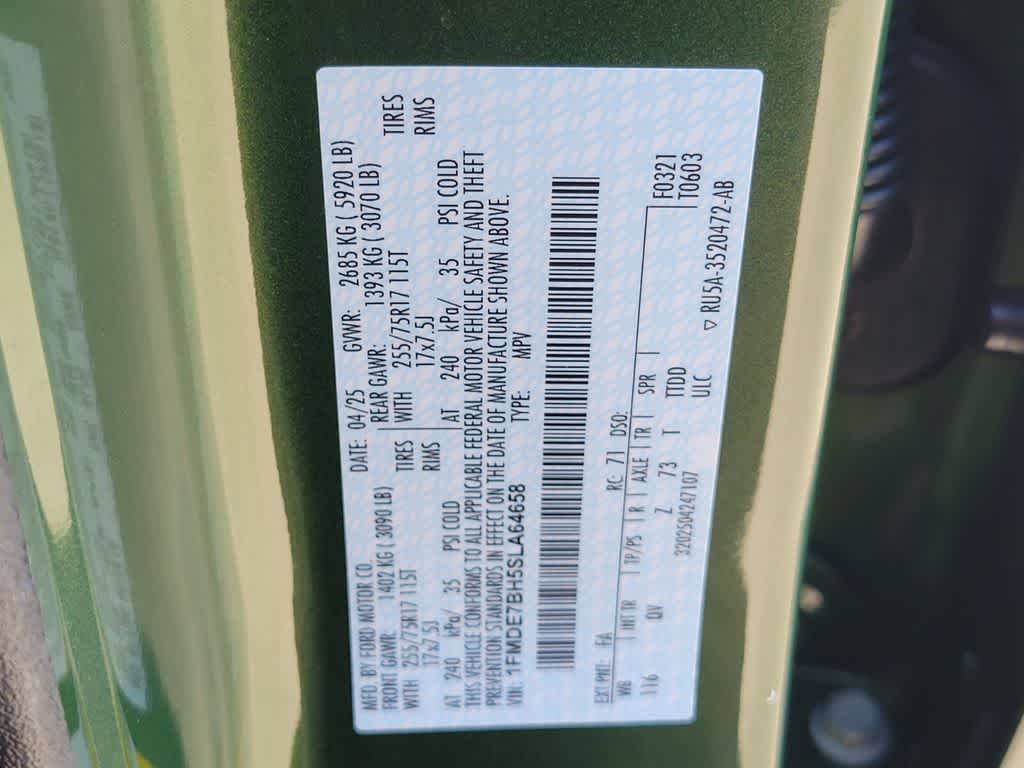 MFD. BY FORD MOTOR CO. DATE: 04/25 GVWR: 2685 KG ( 5920 LB)
FRONT GAWR: 1402 KG ( 3090 LB) REAR GAWR: 1393 KG ( 3070 LB)
WITH 255/75R17 115T TIRES WITH 255/75R17 115T TIRES
17x7.5J RIMS 17x7.5J RIMS
AT 240 kPa/ 35 PSI COLD AT 240 kPa/ 35 PSI COLD
THIS VEHICLE CONFORMS TO ALL APPLICABLE FEDERAL MOTOR VEHICLE SAFETY AND THEFT
PREVENTION STANDARDS IN EFFECT ON THE DATE OF MANUFACTURE SHOWN ABOVE.
VIN: 1FMDE7BH5SLA64658 TYPE: MPV
EXT PNT: FA RC: 71 DSO: F0321
WB INT TR TP/PS R AXLE TR SPR T0603
116 QV Z 73 T TTDD
3202504247107 ULC
▽ RU5A-3520472-AB